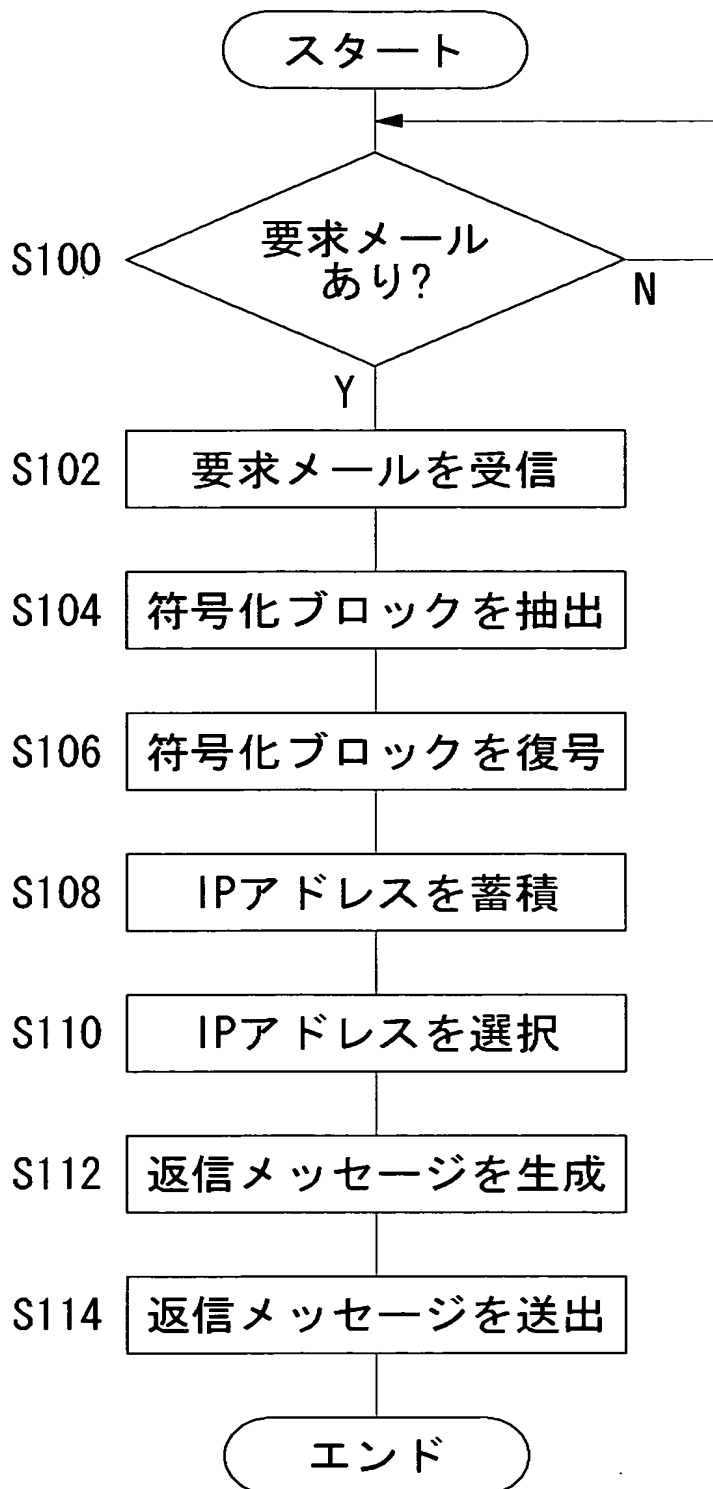 スタート
S100
要求メール
あり?
N
Y
S102
要求メールを受信
S104
符号化ブロックを抽出
S106
符号化ブロックを復号
S108
IPアドレスを蓄積
S110
IPアドレスを選択
S112
返信メッセージを生成
S114
返信メッセージを送出
エンド